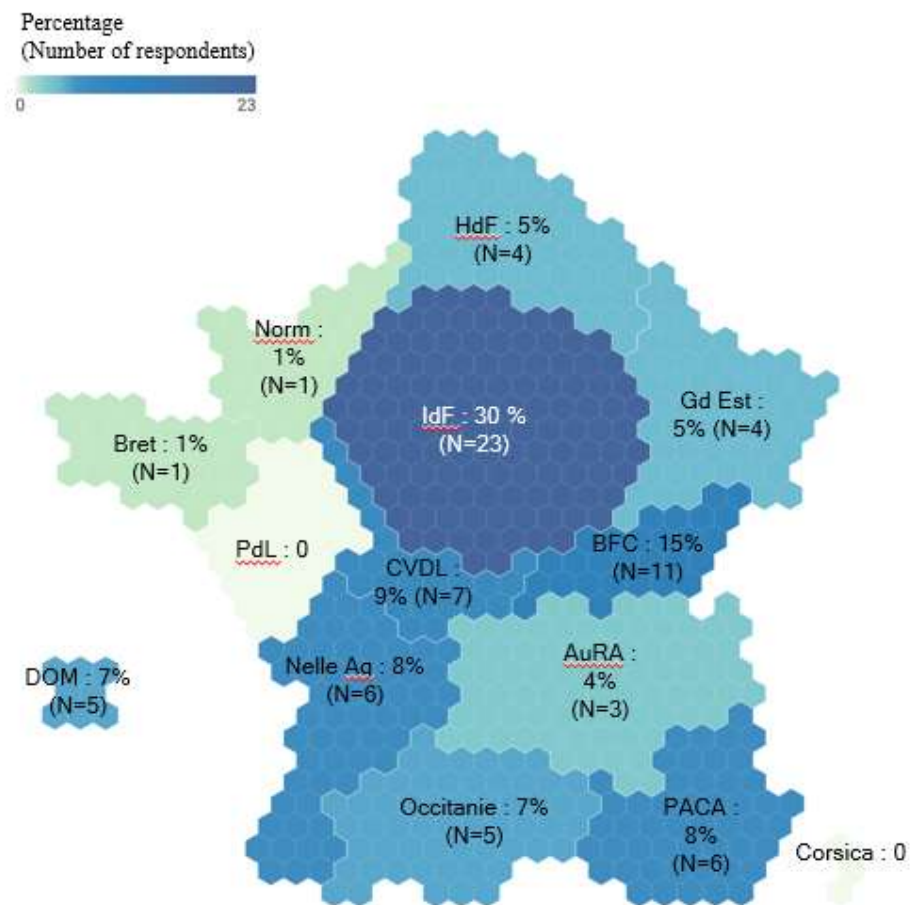 Percentage
(Number of respondents)
0 23
HdF : 5%
(N=4)
Norm :
1%
(N=1)
IdF : 30 %
(N=23)
Gd Est :
5% (N=4)
Bret : 1%
(N=1)
PdL : 0
CVDL :
9% (N=7)
BFC : 15%
(N=11)
DOM : 7%
(N=5)
Nelle Aq : 8%
(N=6)
AuRA :
4%
(N=3)
Occitanie : 7%
(N=5)
PACA :
8%
(N=6)
Corsica : 0